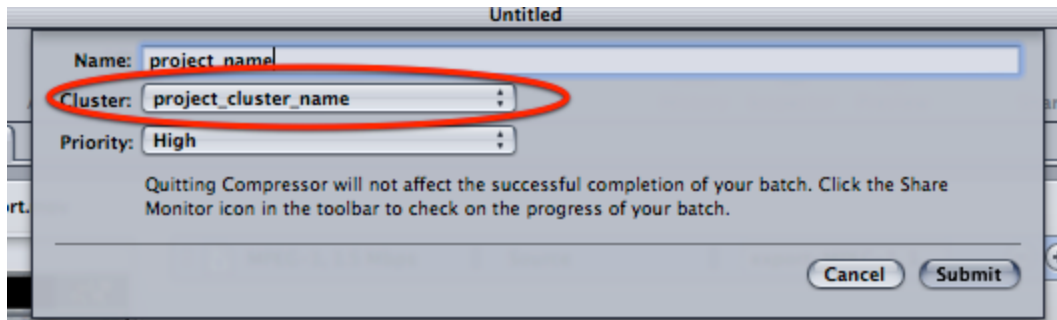 Untitled
Name: project_name
Cluster: project_cluster_name
Priority: High
Quitting Compressor will not affect the successful completion of your batch. Click the Share
Monitor icon in the toolbar to check on the progress of your batch.
rt.
Cancel Submit